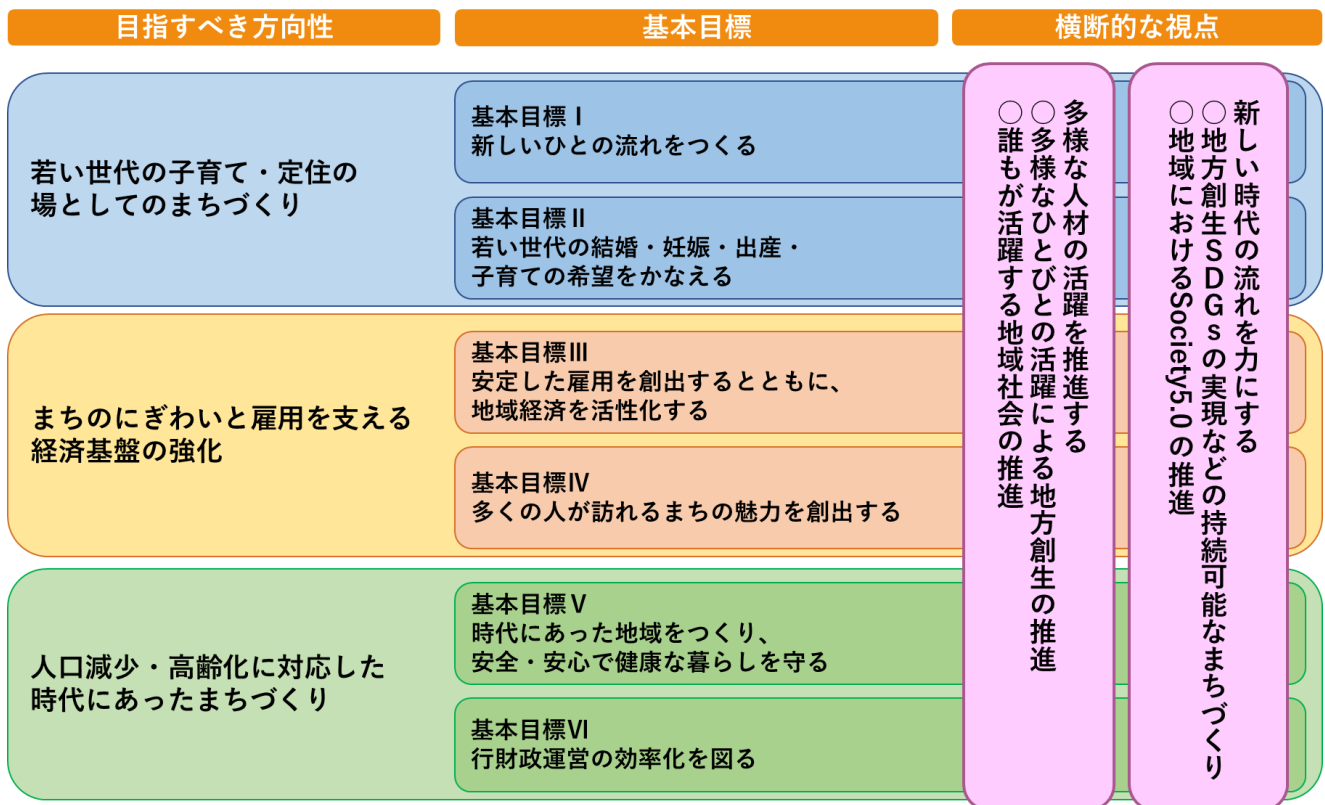 目指すべき方向性
基本目標
横断的な視点
若い世代の子育て・定住の
場としてのまちづくり
基本目標Ⅰ
新しいひとの流れをつくる
基本目標Ⅱ
若い世代の結婚・妊娠・出産・
子育ての希望をかなえる
まちのにぎわいと雇用を支える
経済基盤の強化
基本目標Ⅲ
安定した雇用を創出するとともに、
地域経済を活性化する
基本目標Ⅳ
多くの人が訪れるまちの魅力を創出する
人口減少・高齢化に対応した
時代にあったまちづくり
基本目標Ⅴ
時代にあった地域をつくり、
安全・安心で健康な暮らしを守る
基本目標Ⅵ
行財政運営の効率化を図る
新しい時代の流れを力にする
○地方創生SDGsの実現などの持続可能なまちづくり
○地域におけるSociety5.0の推進
多様な人材の活躍を推進する
○多様なひとびとの活躍による地方創生の推進
○誰もが活躍する地域社会の推進